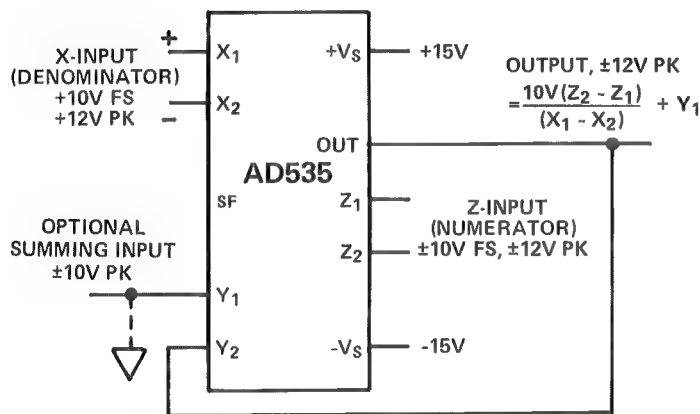 X-INPUT
(DENOMINATOR)
+10V FS
+12V PK
+
−
X₁
X₂
SF
OPTIONAL
SUMMING INPUT
±10V PK
Y₁
Y₂
AD535
+Vₛ
+15V
OUT
Z₁
Z₂
-Vₛ
-15V
Z-INPUT
(NUMERATOR)
±10V FS, ±12V PK
OUTPUT, ±12V PK
= 10V(Z₂ - Z₁) / (X₁ - X₂) + Y₁